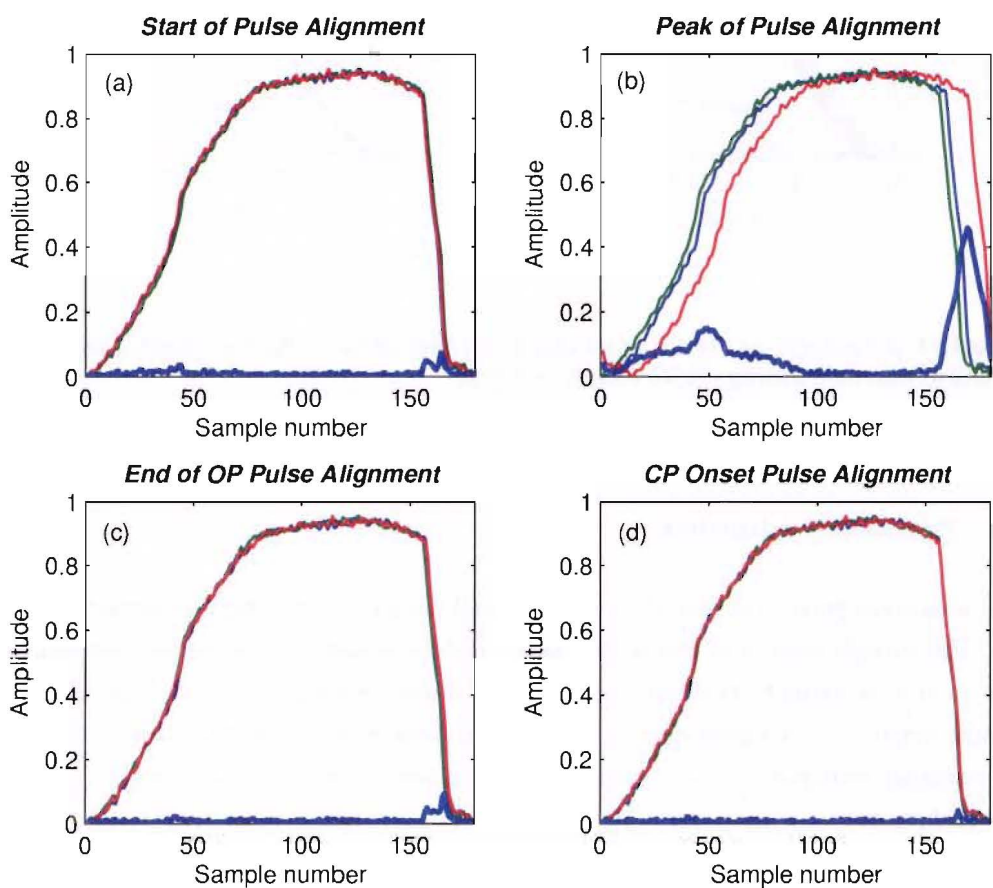 Start of Pulse Alignment
(a)
1
0.8
0.6
0.4
0.2
0
Amplitude
0 50 100 150
Sample number
Peak of Pulse Alignment
(b)
1
0.8
0.6
0.4
0.2
0
Amplitude
0 50 100 150
Sample number
End of OP Pulse Alignment
(c)
1
0.8
0.6
0.4
0.2
0
Amplitude
0 50 100 150
Sample number
CP Onset Pulse Alignment
(d)
1
0.8
0.6
0.4
0.2
0
Amplitude
0 50 100 150
Sample number